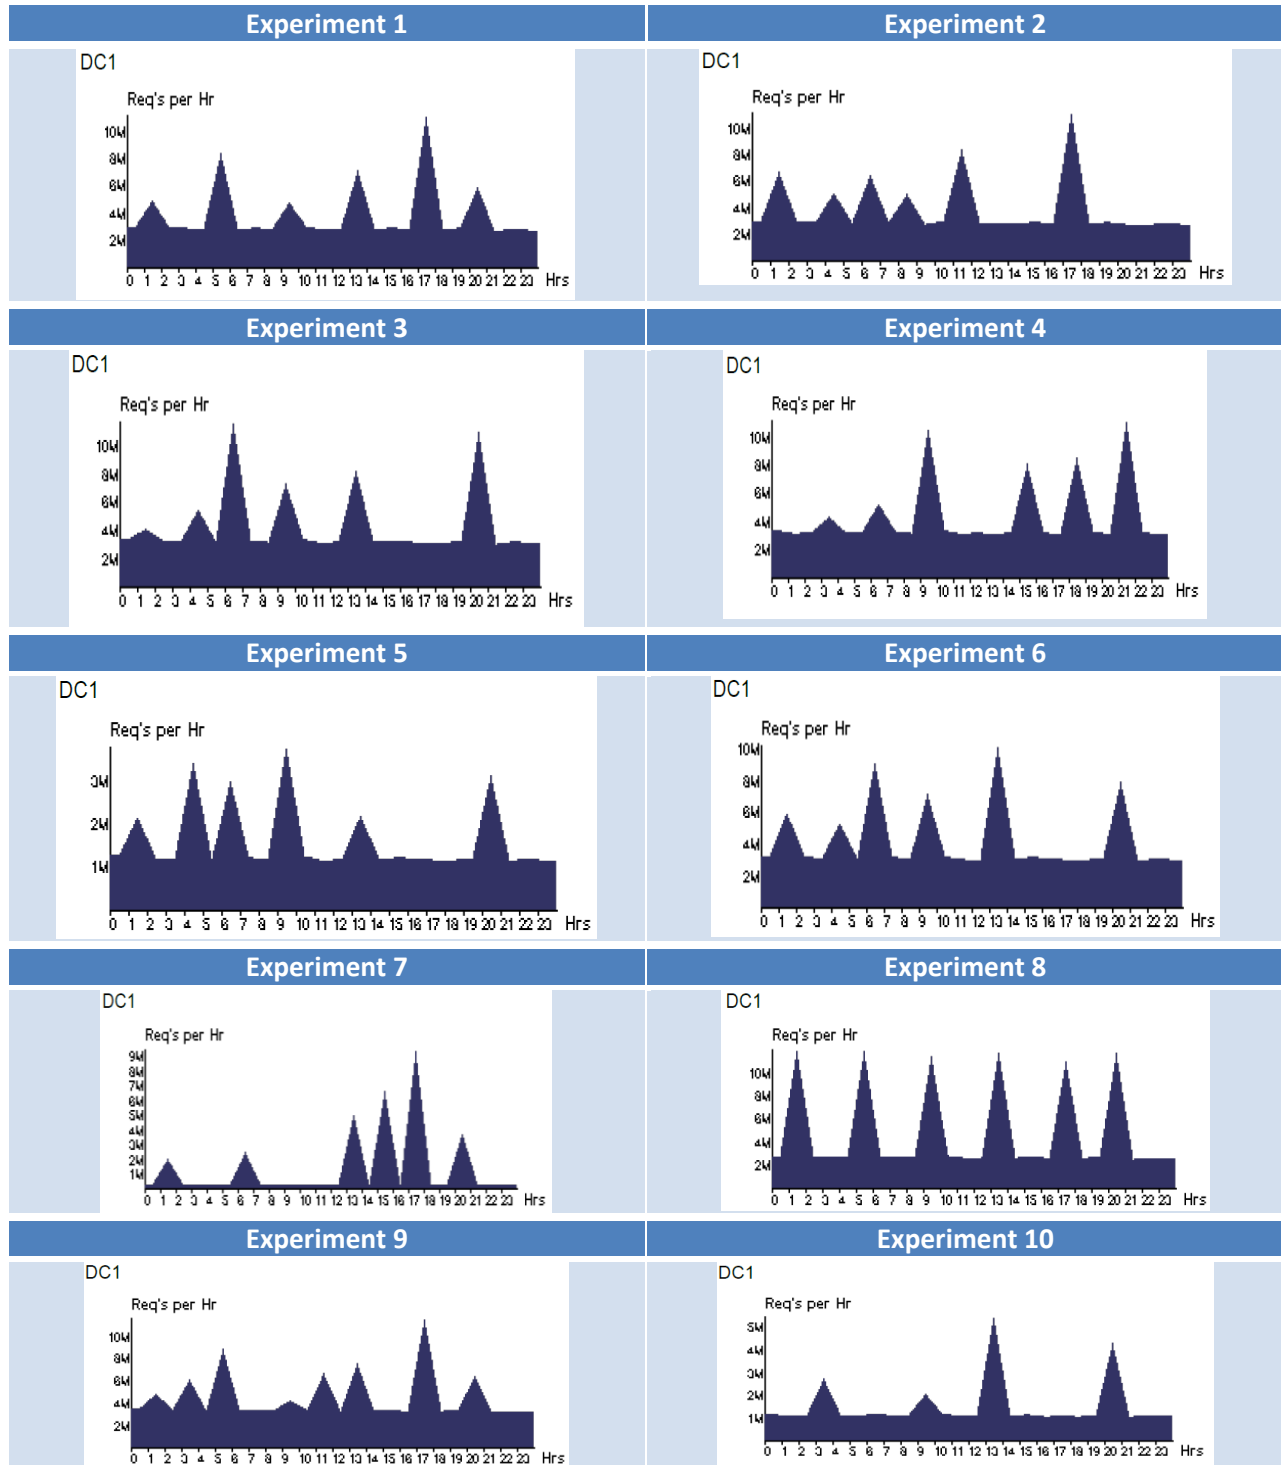 Experiment 1
DC1
Req's per Hr
10M
8M
6M
4M
2M
0 1 2 3 4 5 6 7 8 9 10 11 12 13 14 15 16 17 18 19 20 21 22 23 Hrs
Experiment 2
DC1
Req's per Hr
10M
8M
6M
4M
2M
0 1 2 3 4 5 6 7 8 9 10 11 12 13 14 15 16 17 18 19 20 21 22 23 Hrs
Experiment 3
DC1
Req's per Hr
10M
8M
6M
4M
2M
0 1 2 3 4 5 6 7 8 9 10 11 12 13 14 15 16 17 18 19 20 21 22 23 Hrs
Experiment 4
DC1
Req's per Hr
10M
8M
6M
4M
2M
0 1 2 3 4 5 6 7 8 9 10 11 12 13 14 15 16 17 18 19 20 21 22 23 Hrs
Experiment 5
DC1
Req's per Hr
3M
2M
1M
0 1 2 3 4 5 6 7 8 9 10 11 12 13 14 15 16 17 18 19 20 21 22 23 Hrs
Experiment 6
DC1
Req's per Hr
10M
8M
6M
4M
2M
0 1 2 3 4 5 6 7 8 9 10 11 12 13 14 15 16 17 18 19 20 21 22 23 Hrs
Experiment 7
DC1
Req's per Hr
9M
8M
7M
6M
5M
4M
3M
2M
1M
0 1 2 3 4 5 6 7 8 9 10 11 12 13 14 15 16 17 18 19 20 21 22 23 Hrs
Experiment 8
DC1
Req's per Hr
10M
8M
6M
4M
2M
0 1 2 3 4 5 6 7 8 9 10 11 12 13 14 15 16 17 18 19 20 21 22 23 Hrs
Experiment 9
DC1
Req's per Hr
10M
8M
6M
4M
2M
0 1 2 3 4 5 6 7 8 9 10 11 12 13 14 15 16 17 18 19 20 21 22 23 Hrs
Experiment 10
DC1
Req's per Hr
5M
4M
3M
2M
1M
0 1 2 3 4 5 6 7 8 9 10 11 12 13 14 15 16 17 18 19 20 21 22 23 Hrs